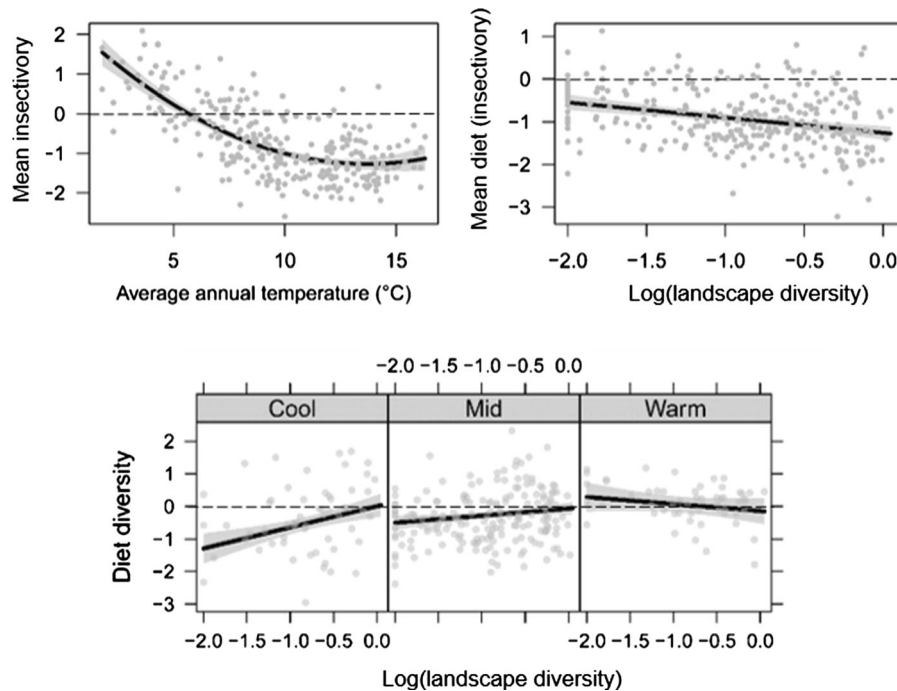 Mean insectivory
2
1
0
−1
−2
5
10
15
Average annual temperature (°C)
Mean diet (insectivory)
1
0
−1
−2
−3
−2.0
−1.5
−1.0
−0.5
0.0
Log(landscape diversity)
−2.0 −1.5 −1.0 −0.5 0.0
Cool
Mid
Warm
Diet diversity
2
1
0
−1
−2
−3
−2.0 −1.5 −1.0 −0.5 0.0
−2.0 −1.5 −1.0 −0.5 0.0
Log(landscape diversity)